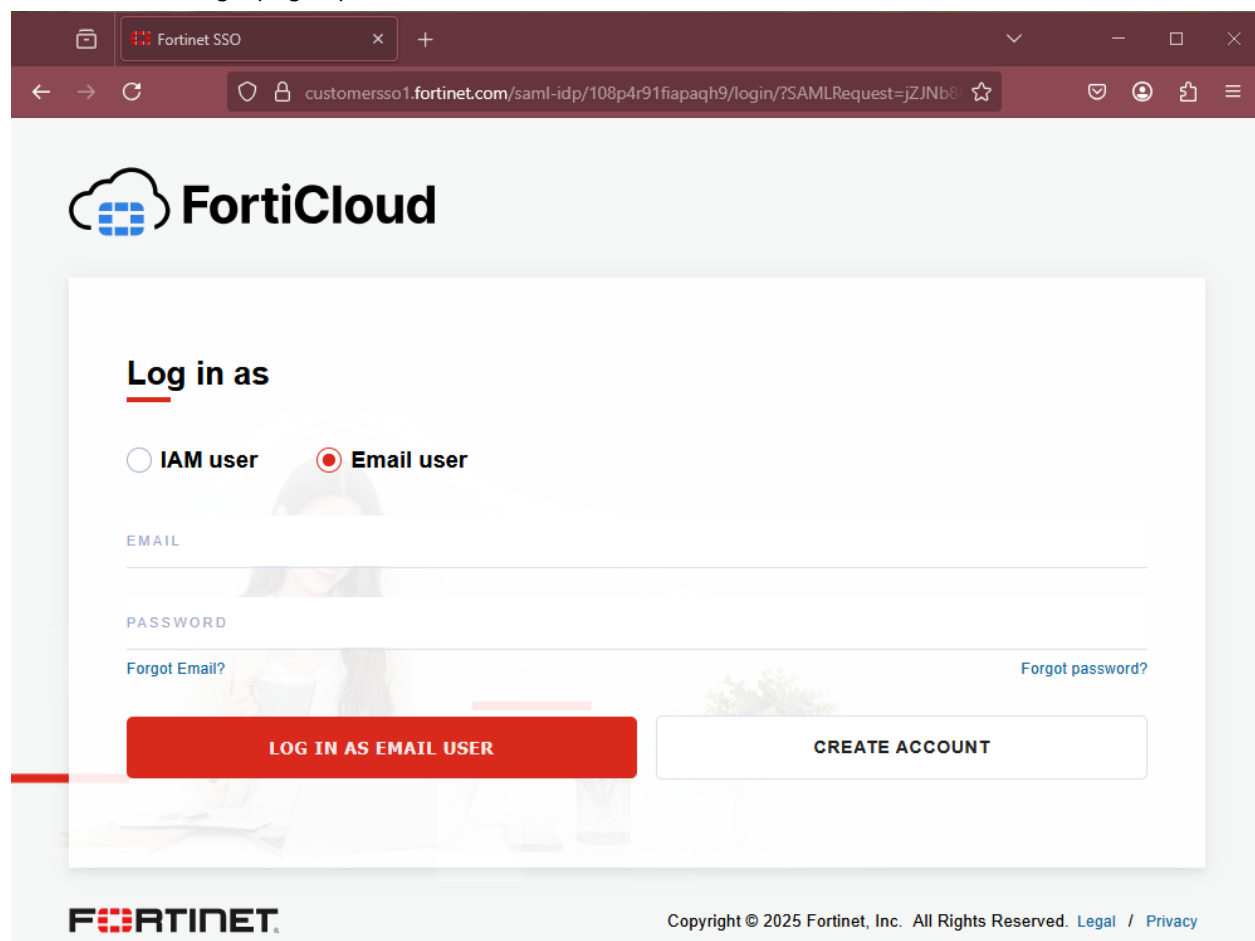 Fortinet SSO
customersso1.fortinet.com/saml-idp/108p4r91fiapaqh9/login/?SAMLRequest=jZJNb8
FortiCloud
Log in as
IAM user Email user
EMAIL
PASSWORD
Forgot Email? Forgot password?
LOG IN AS EMAIL USER CREATE ACCOUNT
FORTINET Copyright © 2025 Fortinet, Inc. All Rights Reserved. Legal / Privacy